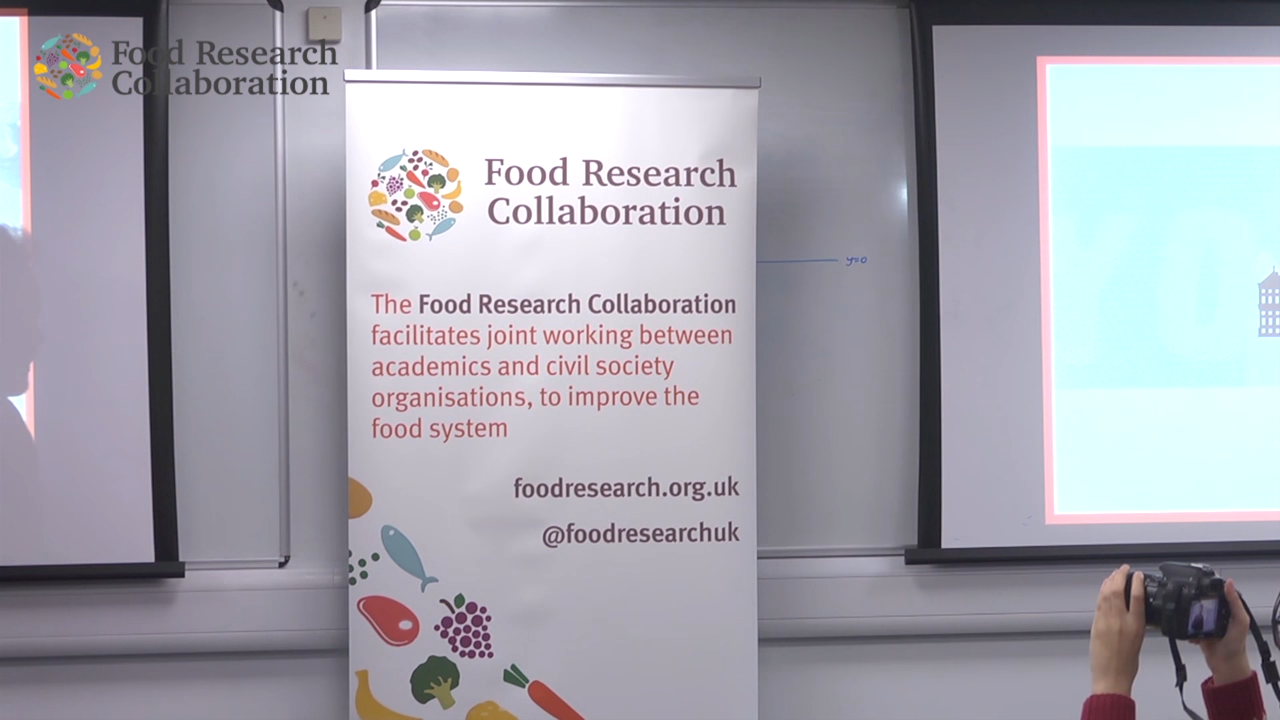 Food Research
Collaboration
Food Research
Collaboration
The Food Research Collaboration
facilitates joint working between
academics and civil society
organisations, to improve the
food system
foodresearch.org.uk
@foodresearchuk
y=0